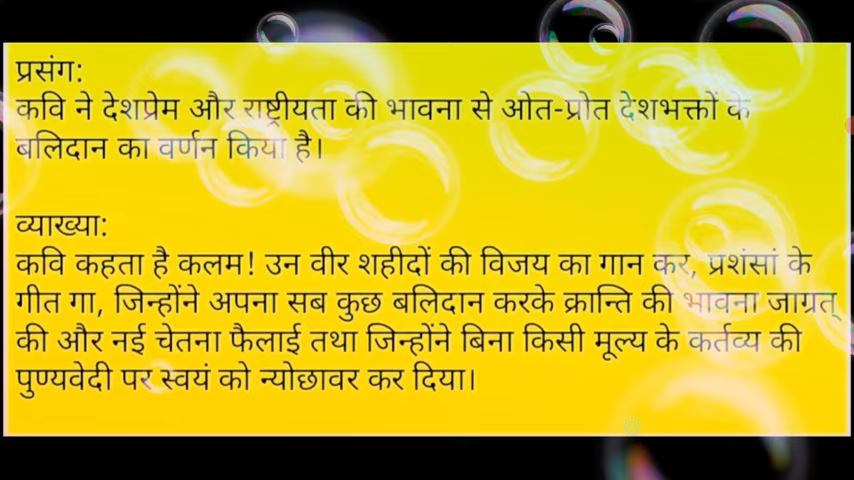 प्रसंग:
कवि ने देशप्रेम और राष्ट्रीयता की भावना से ओत-प्रोत देशभक्तों के
बलिदान का वर्णन किया है।
व्याख्या:
कवि कहता है कलम! उन वीर शहीदों की विजय का गान कर, प्रशंसां के
गीत गा, जिन्होंने अपना सब कुछ बलिदान करके क्रान्ति की भावना जाग्रत्
की और नई चेतना फैलाई तथा जिन्होंने बिना किसी मूल्य के कर्तव्य की
पुण्यवेदी पर स्वयं को न्योछावर कर दिया।